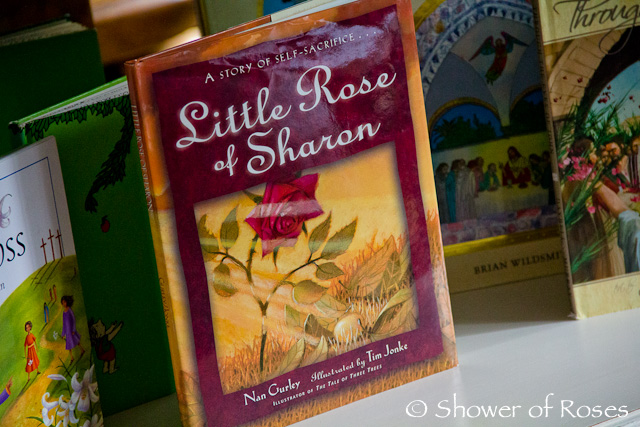 A STORY OF SELF-SACRIFICE . . .
Little Rose
of Sharon
Nan Gurley Illustrated by Tim Jonke
ILLUSTRATOR OF THE TALE OF THREE TREES
OSS
BRIAN WILDSMI
Throug
© Shower of Roses